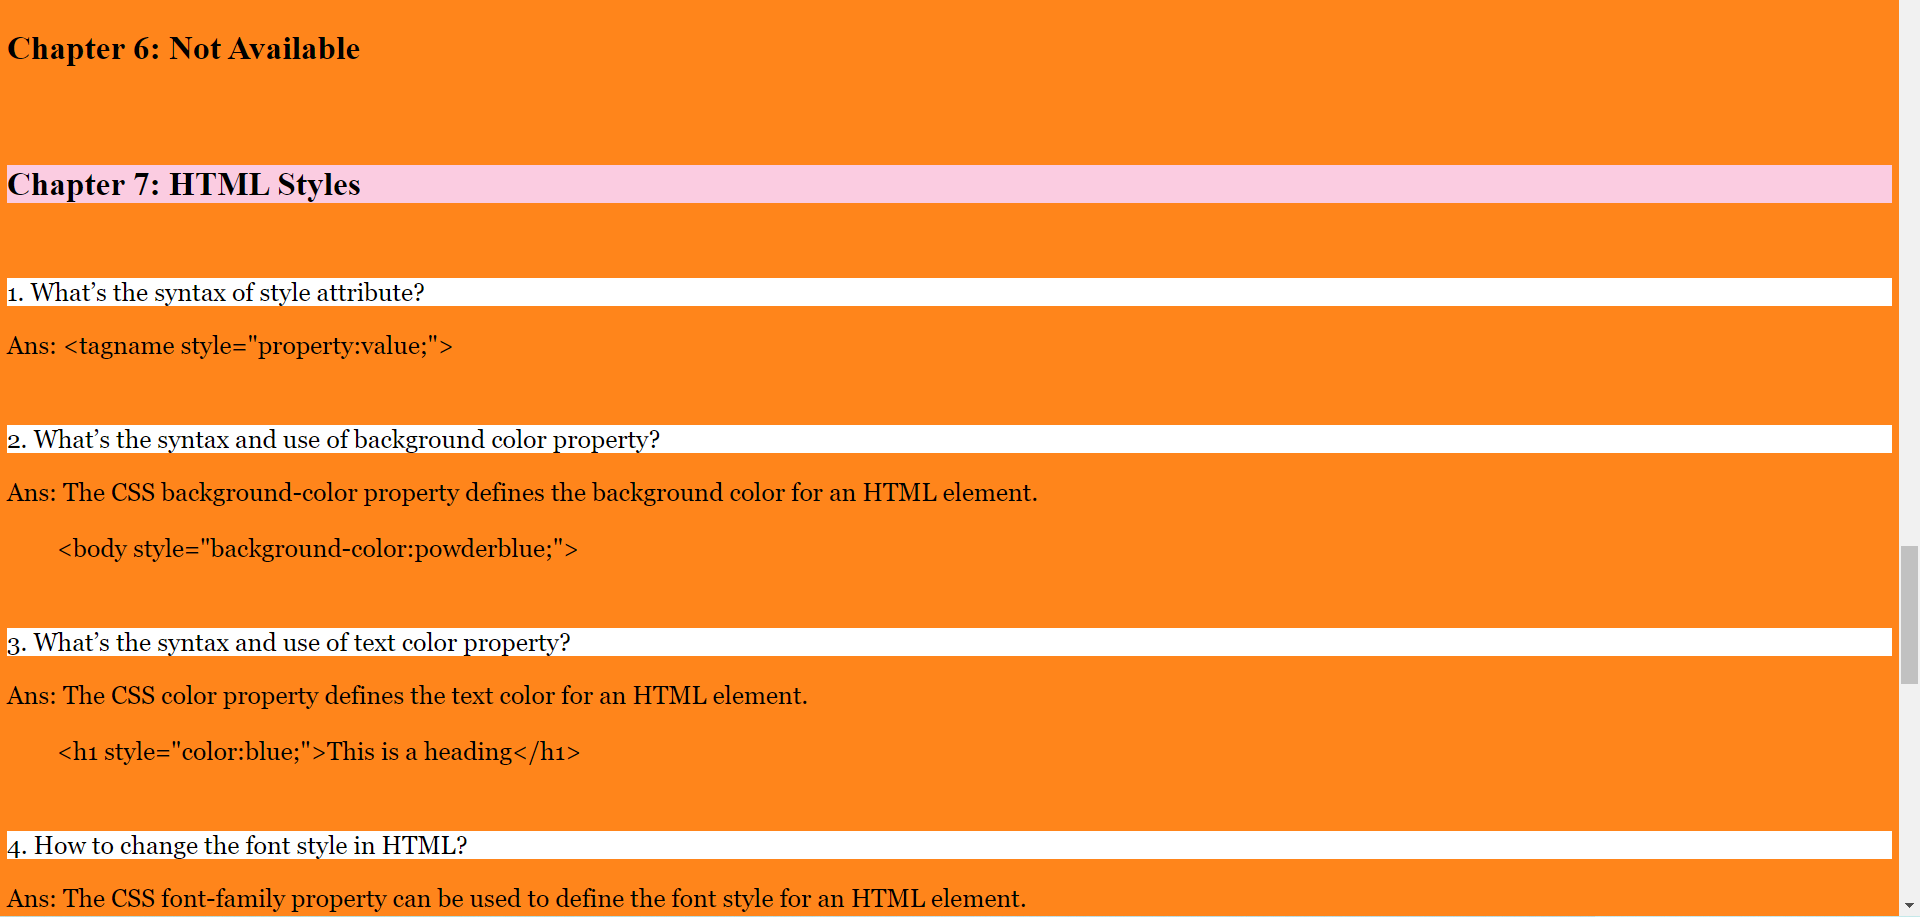 Chapter 6: Not Available
Chapter 7: HTML Styles
1. What’s the syntax of style attribute?
Ans: <tagname style="property:value;">
2. What’s the syntax and use of background color property?
Ans: The CSS background-color property defines the background color for an HTML element.
<body style="background-color:powderblue;">
3. What’s the syntax and use of text color property?
Ans: The CSS color property defines the text color for an HTML element.
<h1 style="color:blue;">This is a heading</h1>
4. How to change the font style in HTML?
Ans: The CSS font-family property can be used to define the font style for an HTML element.